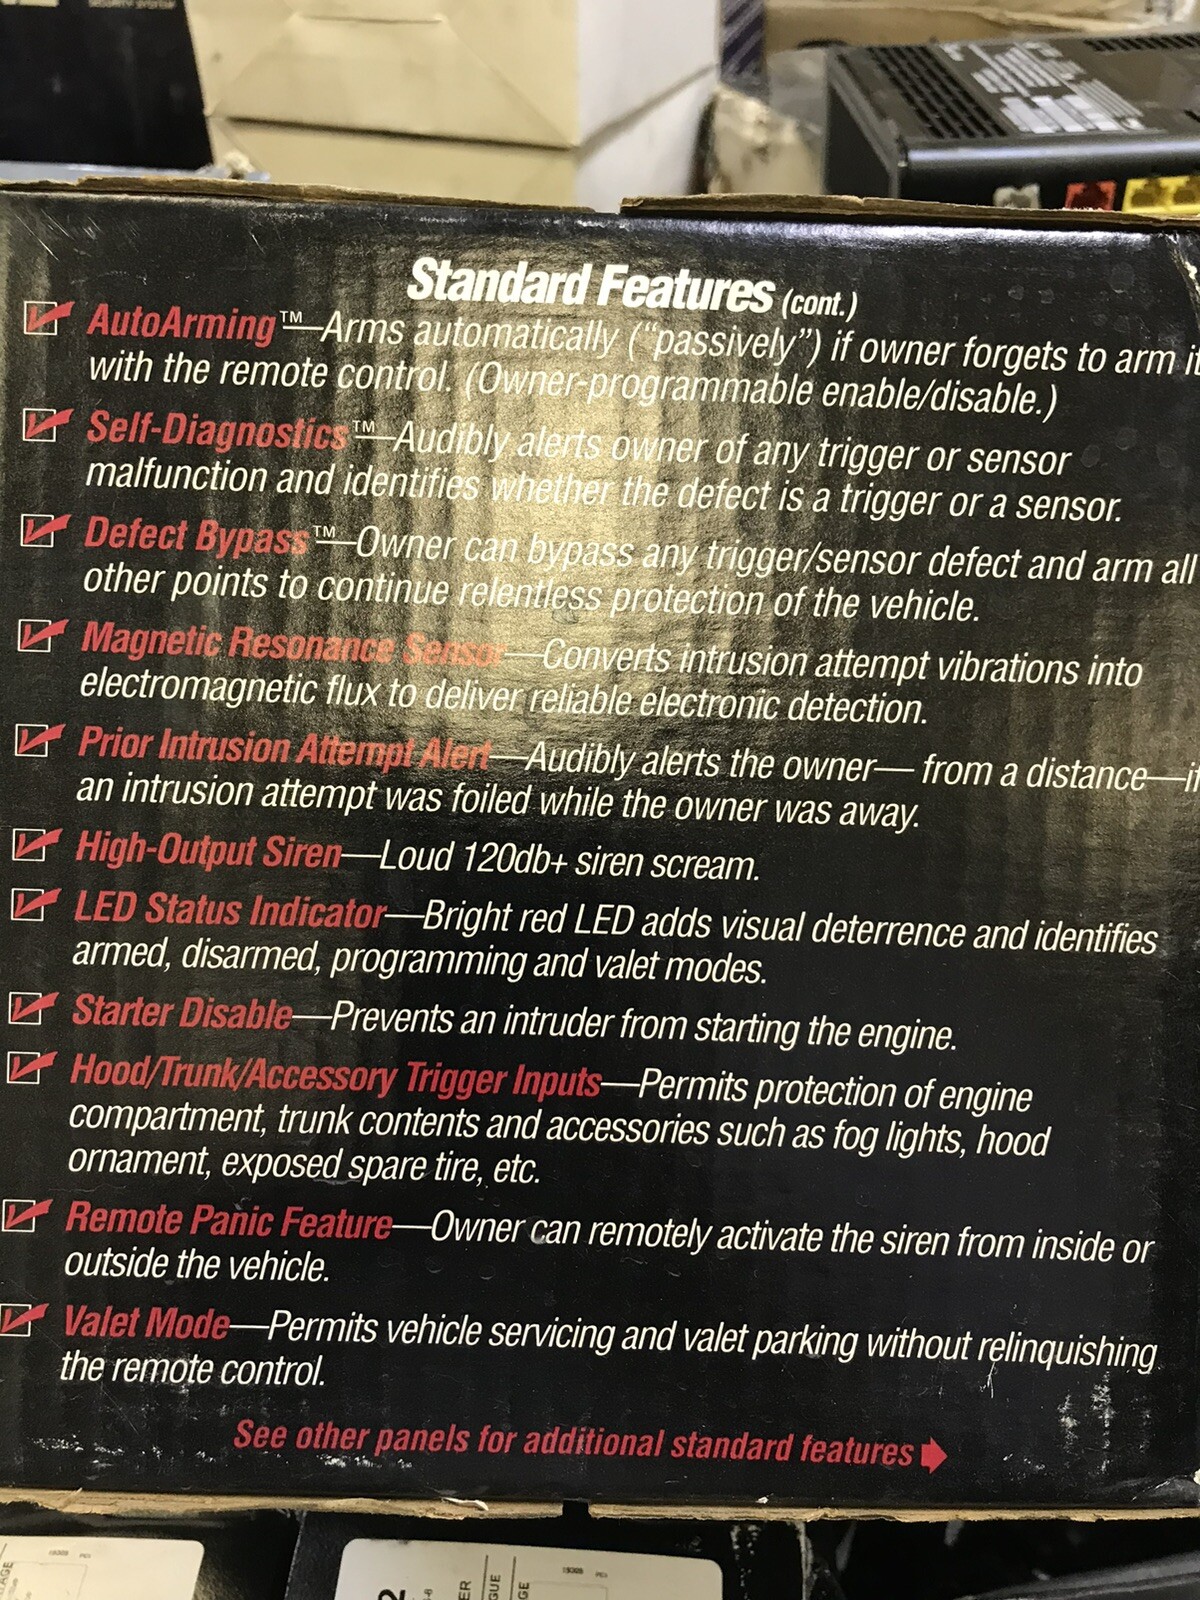 Standard Features (cont.)
AutoArming™—Arms automatically ("passively") if owner forgets to arm it
with the remote control. (Owner-programmable enable/disable.)
Self-Diagnostics™—Audibly alerts owner of any trigger or sensor
malfunction and identifies whether the defect is a trigger or a sensor.
Defect Bypass™—Owner can bypass any trigger/sensor defect and arm all
other points to continue relentless protection of the vehicle.
Magnetic Resonance Sensor—Converts intrusion attempt vibrations into
electromagnetic flux to deliver reliable electronic detection.
Prior Intrusion Attempt Alert—Audibly alerts the owner— from a distance—if
an intrusion attempt was foiled while the owner was away.
High-Output Siren—Loud 120db+ siren scream.
LED Status Indicator—Bright red LED adds visual deterrence and identifies
armed, disarmed, programming and valet modes.
Starter Disable—Prevents an intruder from starting the engine.
Hood/Trunk/Accessory Trigger Inputs—Permits protection of engine
compartment, trunk contents and accessories such as fog lights, hood
ornament, exposed spare tire, etc.
Remote Panic Feature—Owner can remotely activate the siren from inside or
outside the vehicle.
Valet Mode—Permits vehicle servicing and valet parking without relinquishing
the remote control.
See other panels for additional standard features